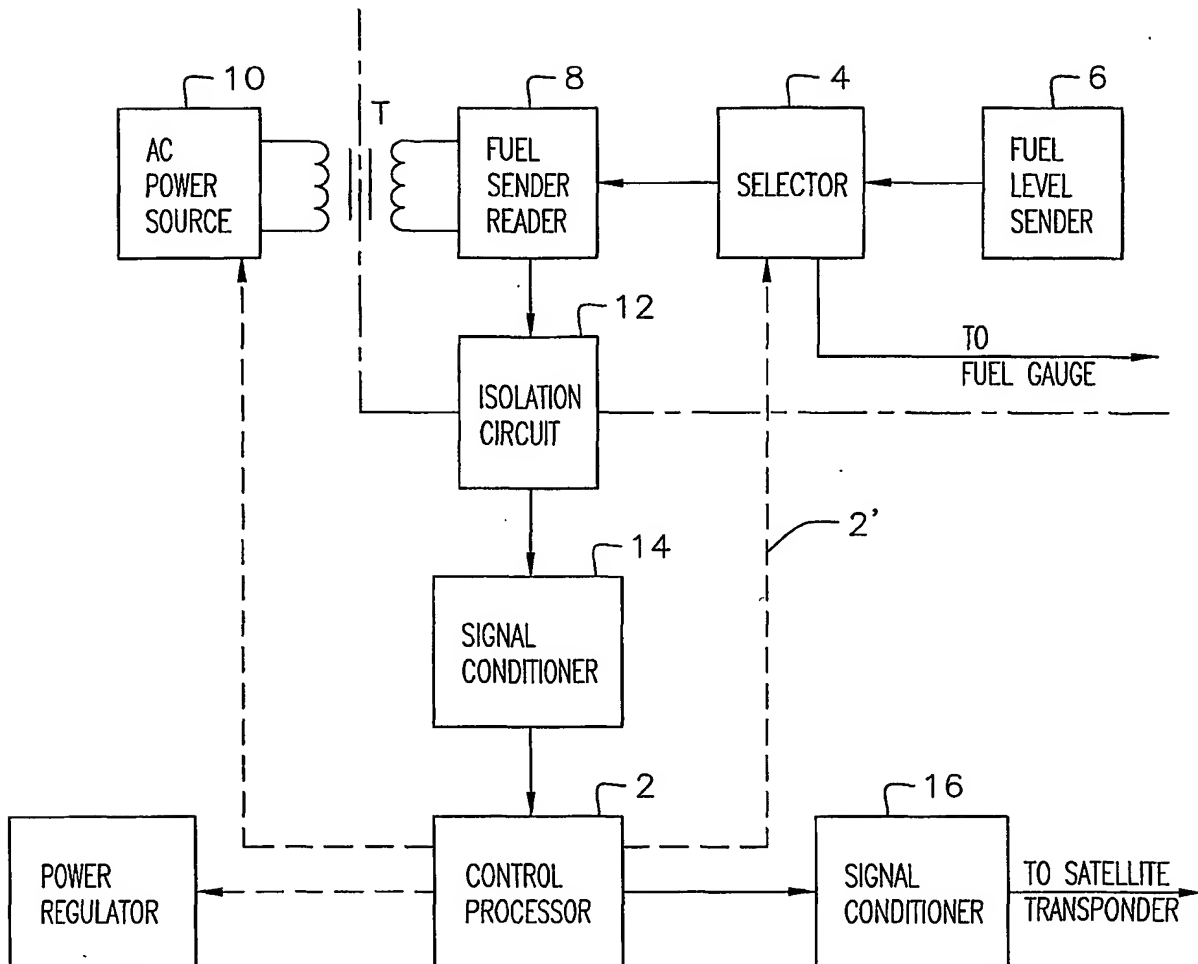 10
8
4
6
T
AC
POWER
SOURCE
FUEL
SENDER
READER
SELECTOR
FUEL
LEVEL
SENDER
12
TO
FUEL GAUGE
ISOLATION
CIRCUIT
2'
14
SIGNAL
CONDITIONER
2
16
POWER
REGULATOR
CONTROL
PROCESSOR
SIGNAL
CONDITIONER
TO SATELLITE
TRANSPONDER